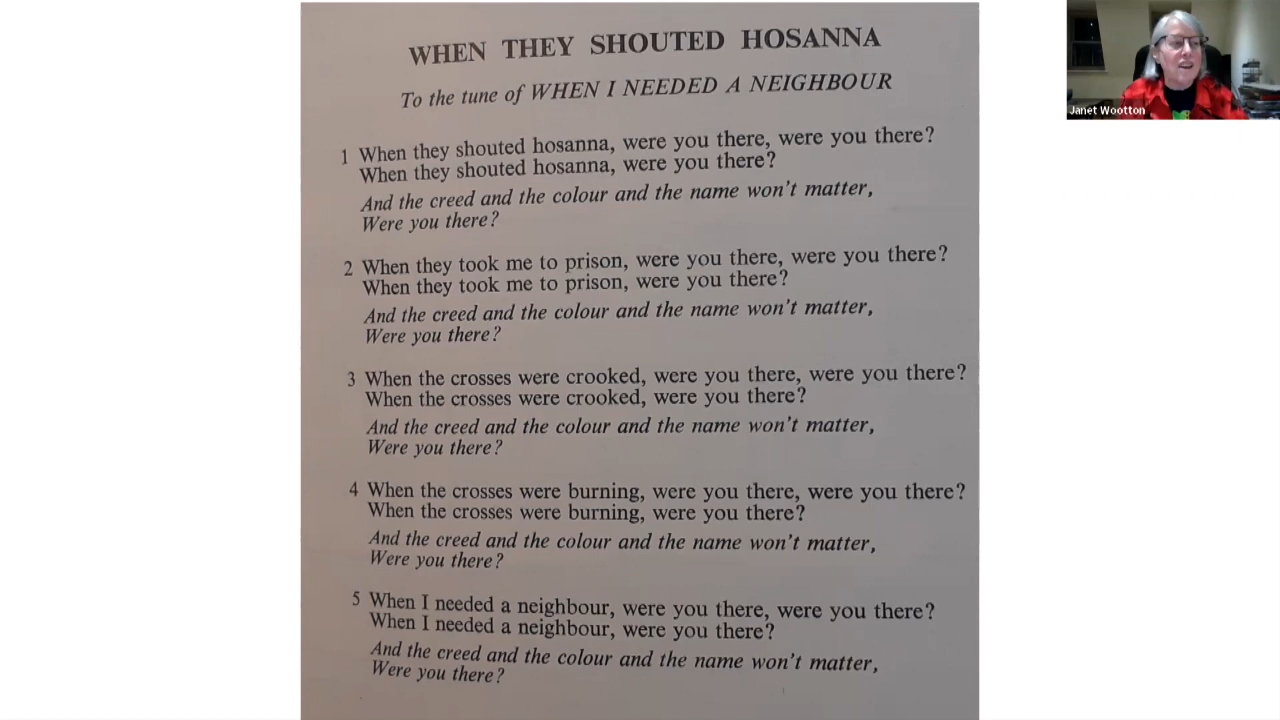 WHEN THEY SHOUTED HOSANNA
To the tune of WHEN I NEEDED A NEIGHBOUR
1 When they shouted hosanna, were you there, were you there?
When they shouted hosanna, were you there?
And the creed and the colour and the name won't matter,
Were you there?
2 When they took me to prison, were you there, were you there?
When they took me to prison, were you there?
And the creed and the colour and the name won't matter,
Were you there?
3 When the crosses were crooked, were you there, were you there?
When the crosses were crooked, were you there?
And the creed and the colour and the name won't matter,
Were you there?
4 When the crosses were burning, were you there, were you there?
When the crosses were burning, were you there?
And the creed and the colour and the name won't matter,
Were you there?
5 When I needed a neighbour, were you there, were you there?
When I needed a neighbour, were you there?
And the creed and the colour and the name won't matter,
Were you there?
Janet Wootton